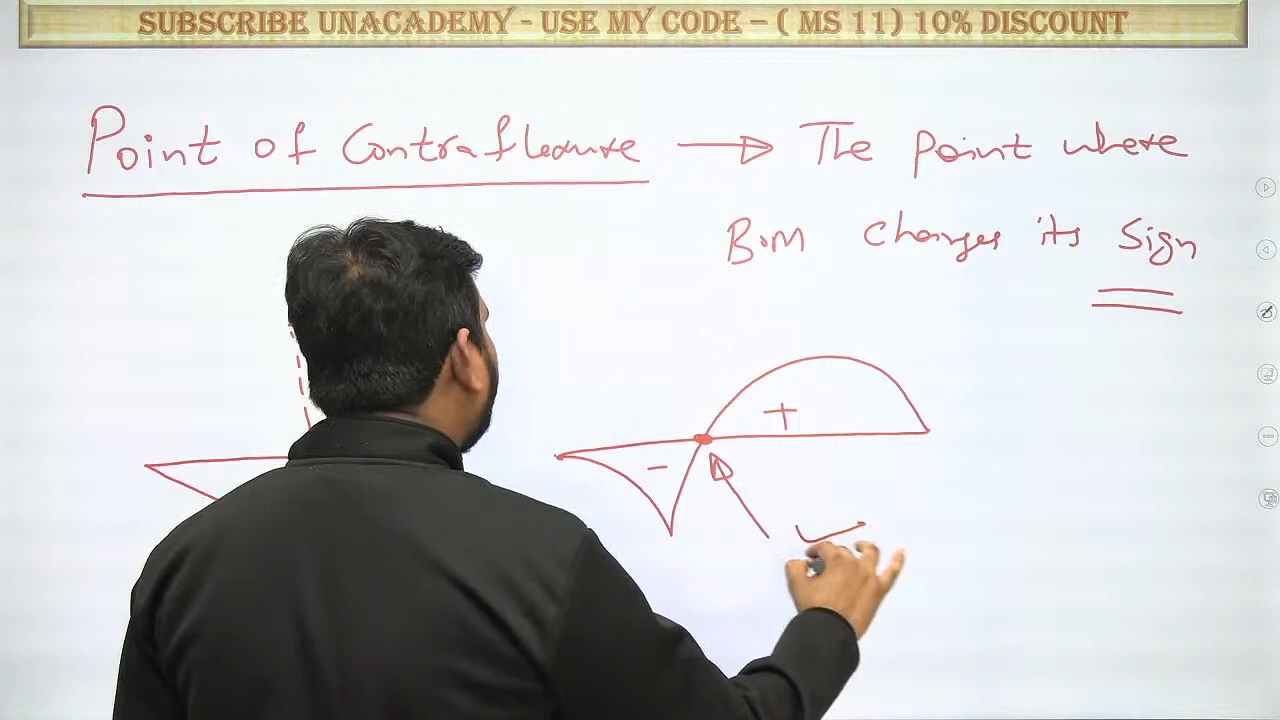 SUBSCRIBE UNACADEMY - USE MY CODE – ( MS 11) 10% DISCOUNT
Point of Contraflexure → The point where
B.M changes its Sign
+
-